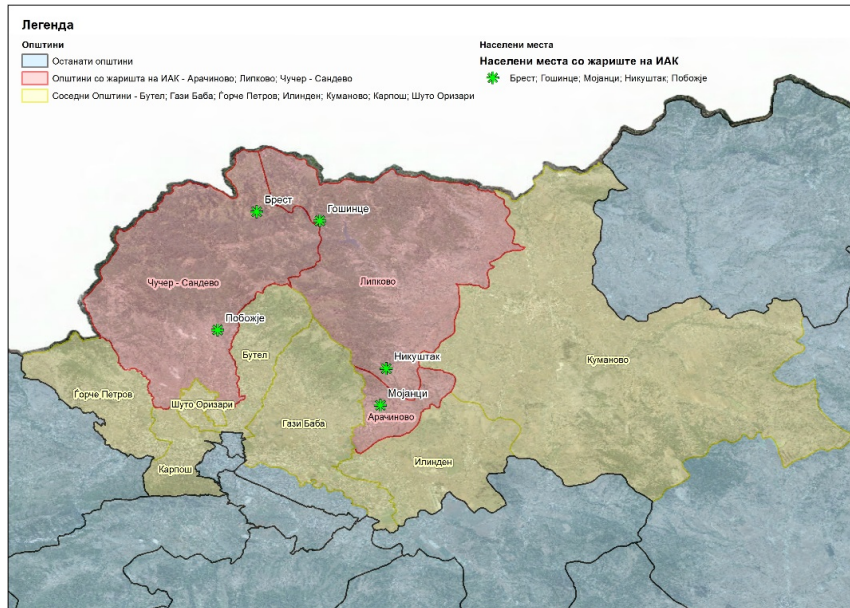 Легенда
Општини
Останати општини
Општини со жаришта на ИАК - Арачиново; Липково; Чучер - Сандево
Соседни Општини - Бутел; Гази Баба; Ѓорче Петров; Илинден; Куманово; Карпош; Шуто Оризари
Населени места
Населени места со жариште на ИАК
Брест; Гошинце; Мојанци; Никуштак; Побожје
Брест
Гошинце
Чучер - Сандево
Липково
Побожје
Бутел
Никуштак
Куманово
Ѓорче Петров
Шуто Оризари
Мојанци
Арачиново
Гази Баба
Илинден
Карпош